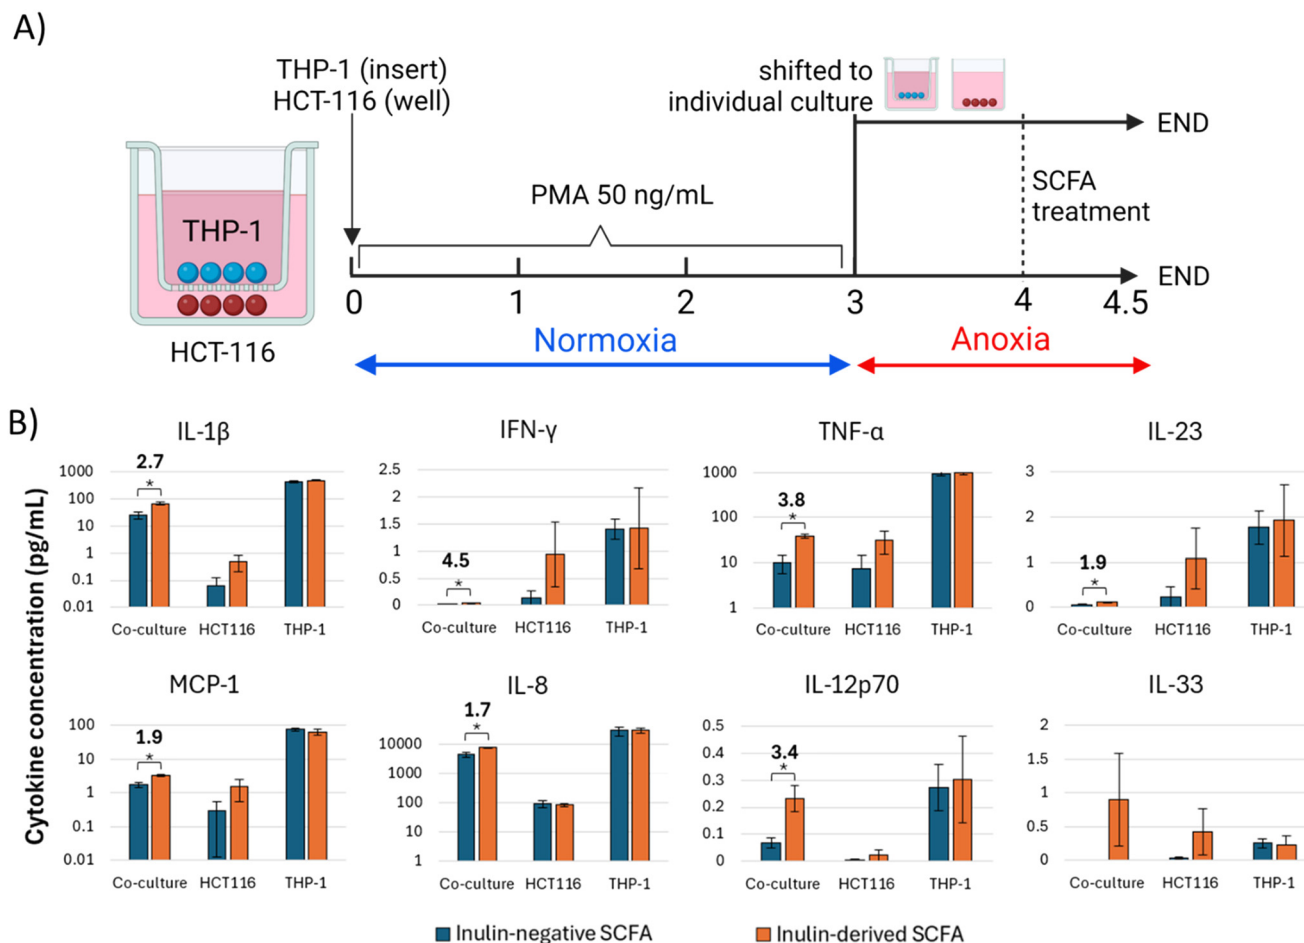 A)
THP-1 (insert)
HCT-116 (well)
shifted to
individual culture
END
THP-1
HCT-116
PMA 50 ng/mL
SCFA
treatment
END
0 1 2 3 4 4.5
Normoxia
Anoxia
B)
Cytokine concentration (pg/mL)
IL-1β
1000
100
10
1
0.1
0.01
2.7
*
Co-culture HCT116 THP-1
IFN-γ
2.5
2
1.5
1
0.5
0
4.5
*
Co-culture HCT116 THP-1
TNF-α
1000
100
10
1
3.8
*
Co-culture HCT116 THP-1
IL-23
3
2
1
0
1.9
*
Co-culture HCT116 THP-1
MCP-1
100
10
1
0.1
0.01
1.9
*
Co-culture HCT116 THP-1
IL-8
10000
1000
100
10
1
1.7
*
Co-culture HCT116 THP-1
IL-12p70
0.5
0.4
0.3
0.2
0.1
0
3.4
*
Co-culture HCT116 THP-1
IL-33
2
1.5
1
0.5
0
Co-culture HCT116 THP-1
Inulin-negative SCFA Inulin-derived SCFA